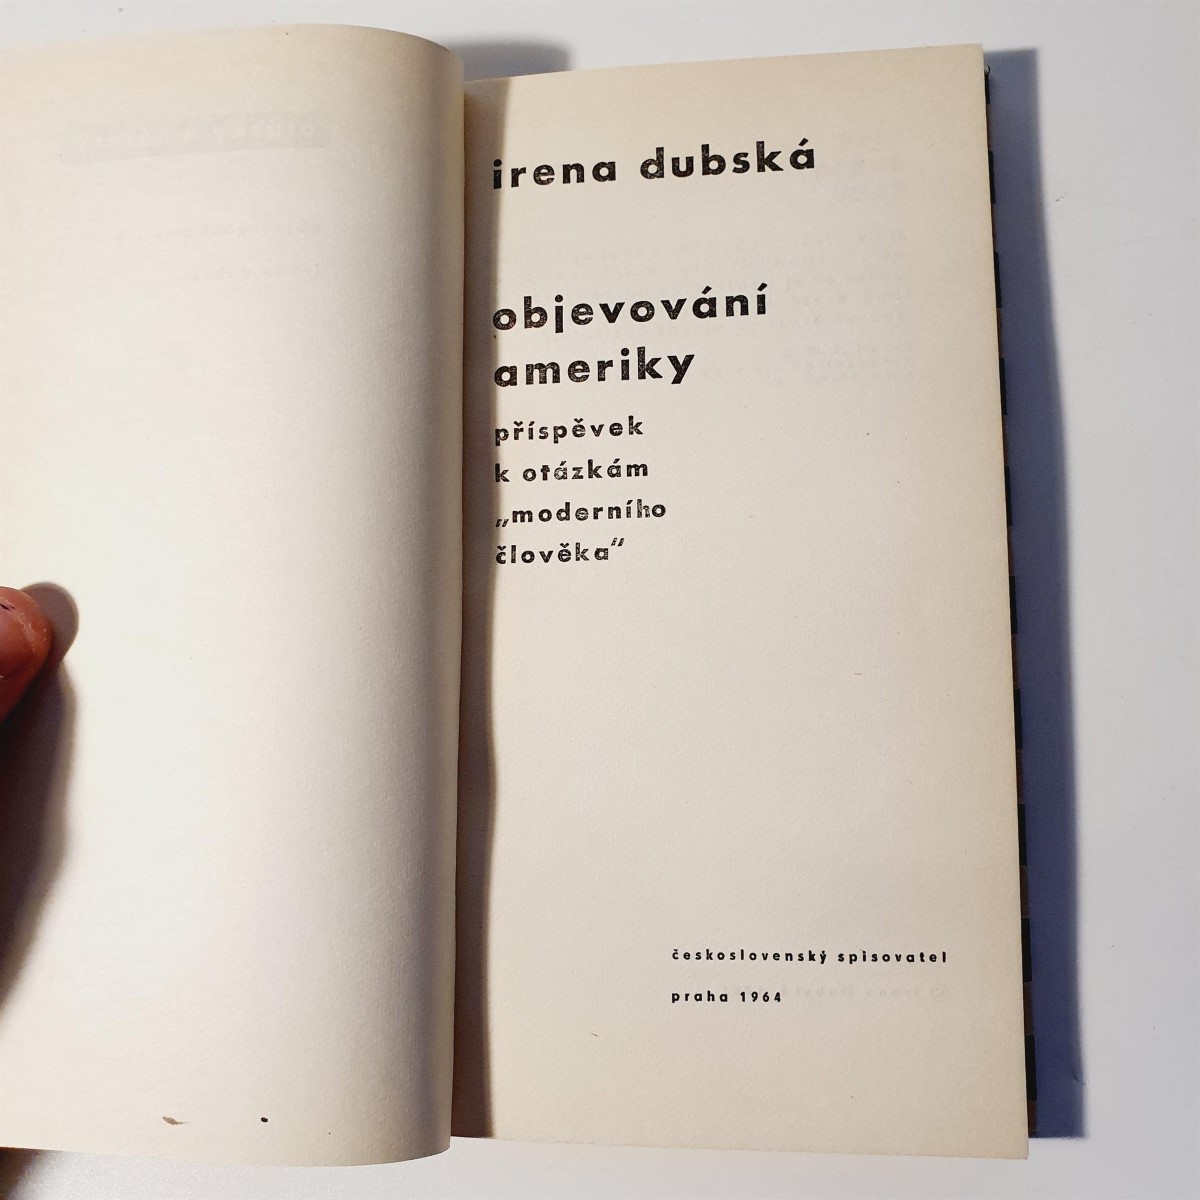 irena dubská
objevování
ameriky
příspěvek
k otázkám
„moderního
člověka“
československý spisovatel
praha 1964